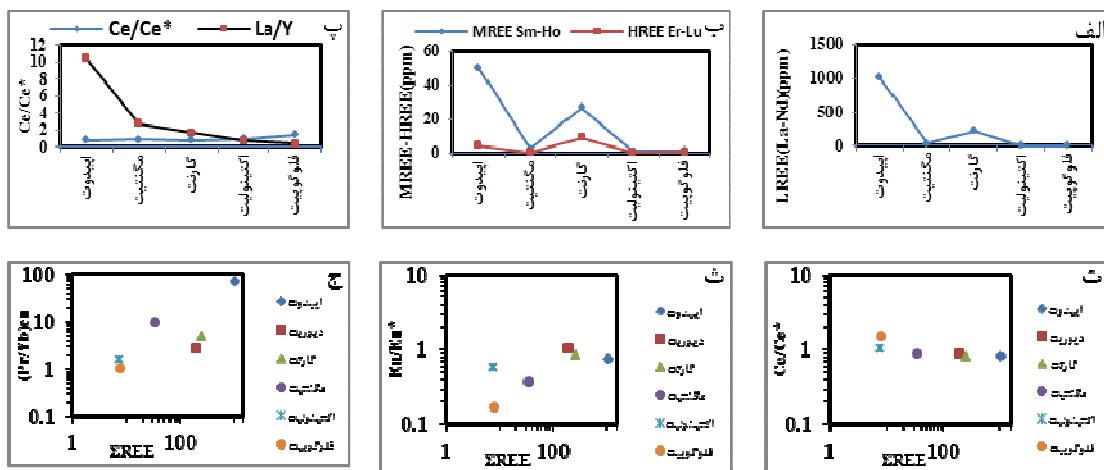 الف
LREE(La-Nd)(ppm)
1500
1000
500
0
اپیدوت
مگنتیت
گارنت
اکتینولیت
فلوگوپیت
ب
MREE Sm-Ho
HREE Er-Lu
MREE-HREE(ppm)
60
40
20
0
اپیدوت
مگنتیت
گارنت
اکتینولیت
فلوگوپیت
پ
Ce/Ce*
La/Y
Ce/Ce*
12
10
8
6
4
2
0
اپیدوت
مگنتیت
گارنت
اکتینولیت
فلوگوپیت
ت
Ce/Ce*
10
1
0.1
1
100
ΣREE
اپیدوت
دیوریت
گارنت
مگنتیت
اکتینولیت
فلوگوپیت
ث
Eu/Eu*
10
1
0.1
1
100
ΣREE
اپیدوت
دیوریت
گارنت
مگنتیت
اکتینولیت
فلوگوپیت
(Pr/Yb)cn
100
10
1
0.1
1
100
ΣREE
اپیدوت
دیوریت
گارنت
مگنتیت
اکتینولیت
فلوگوپیت